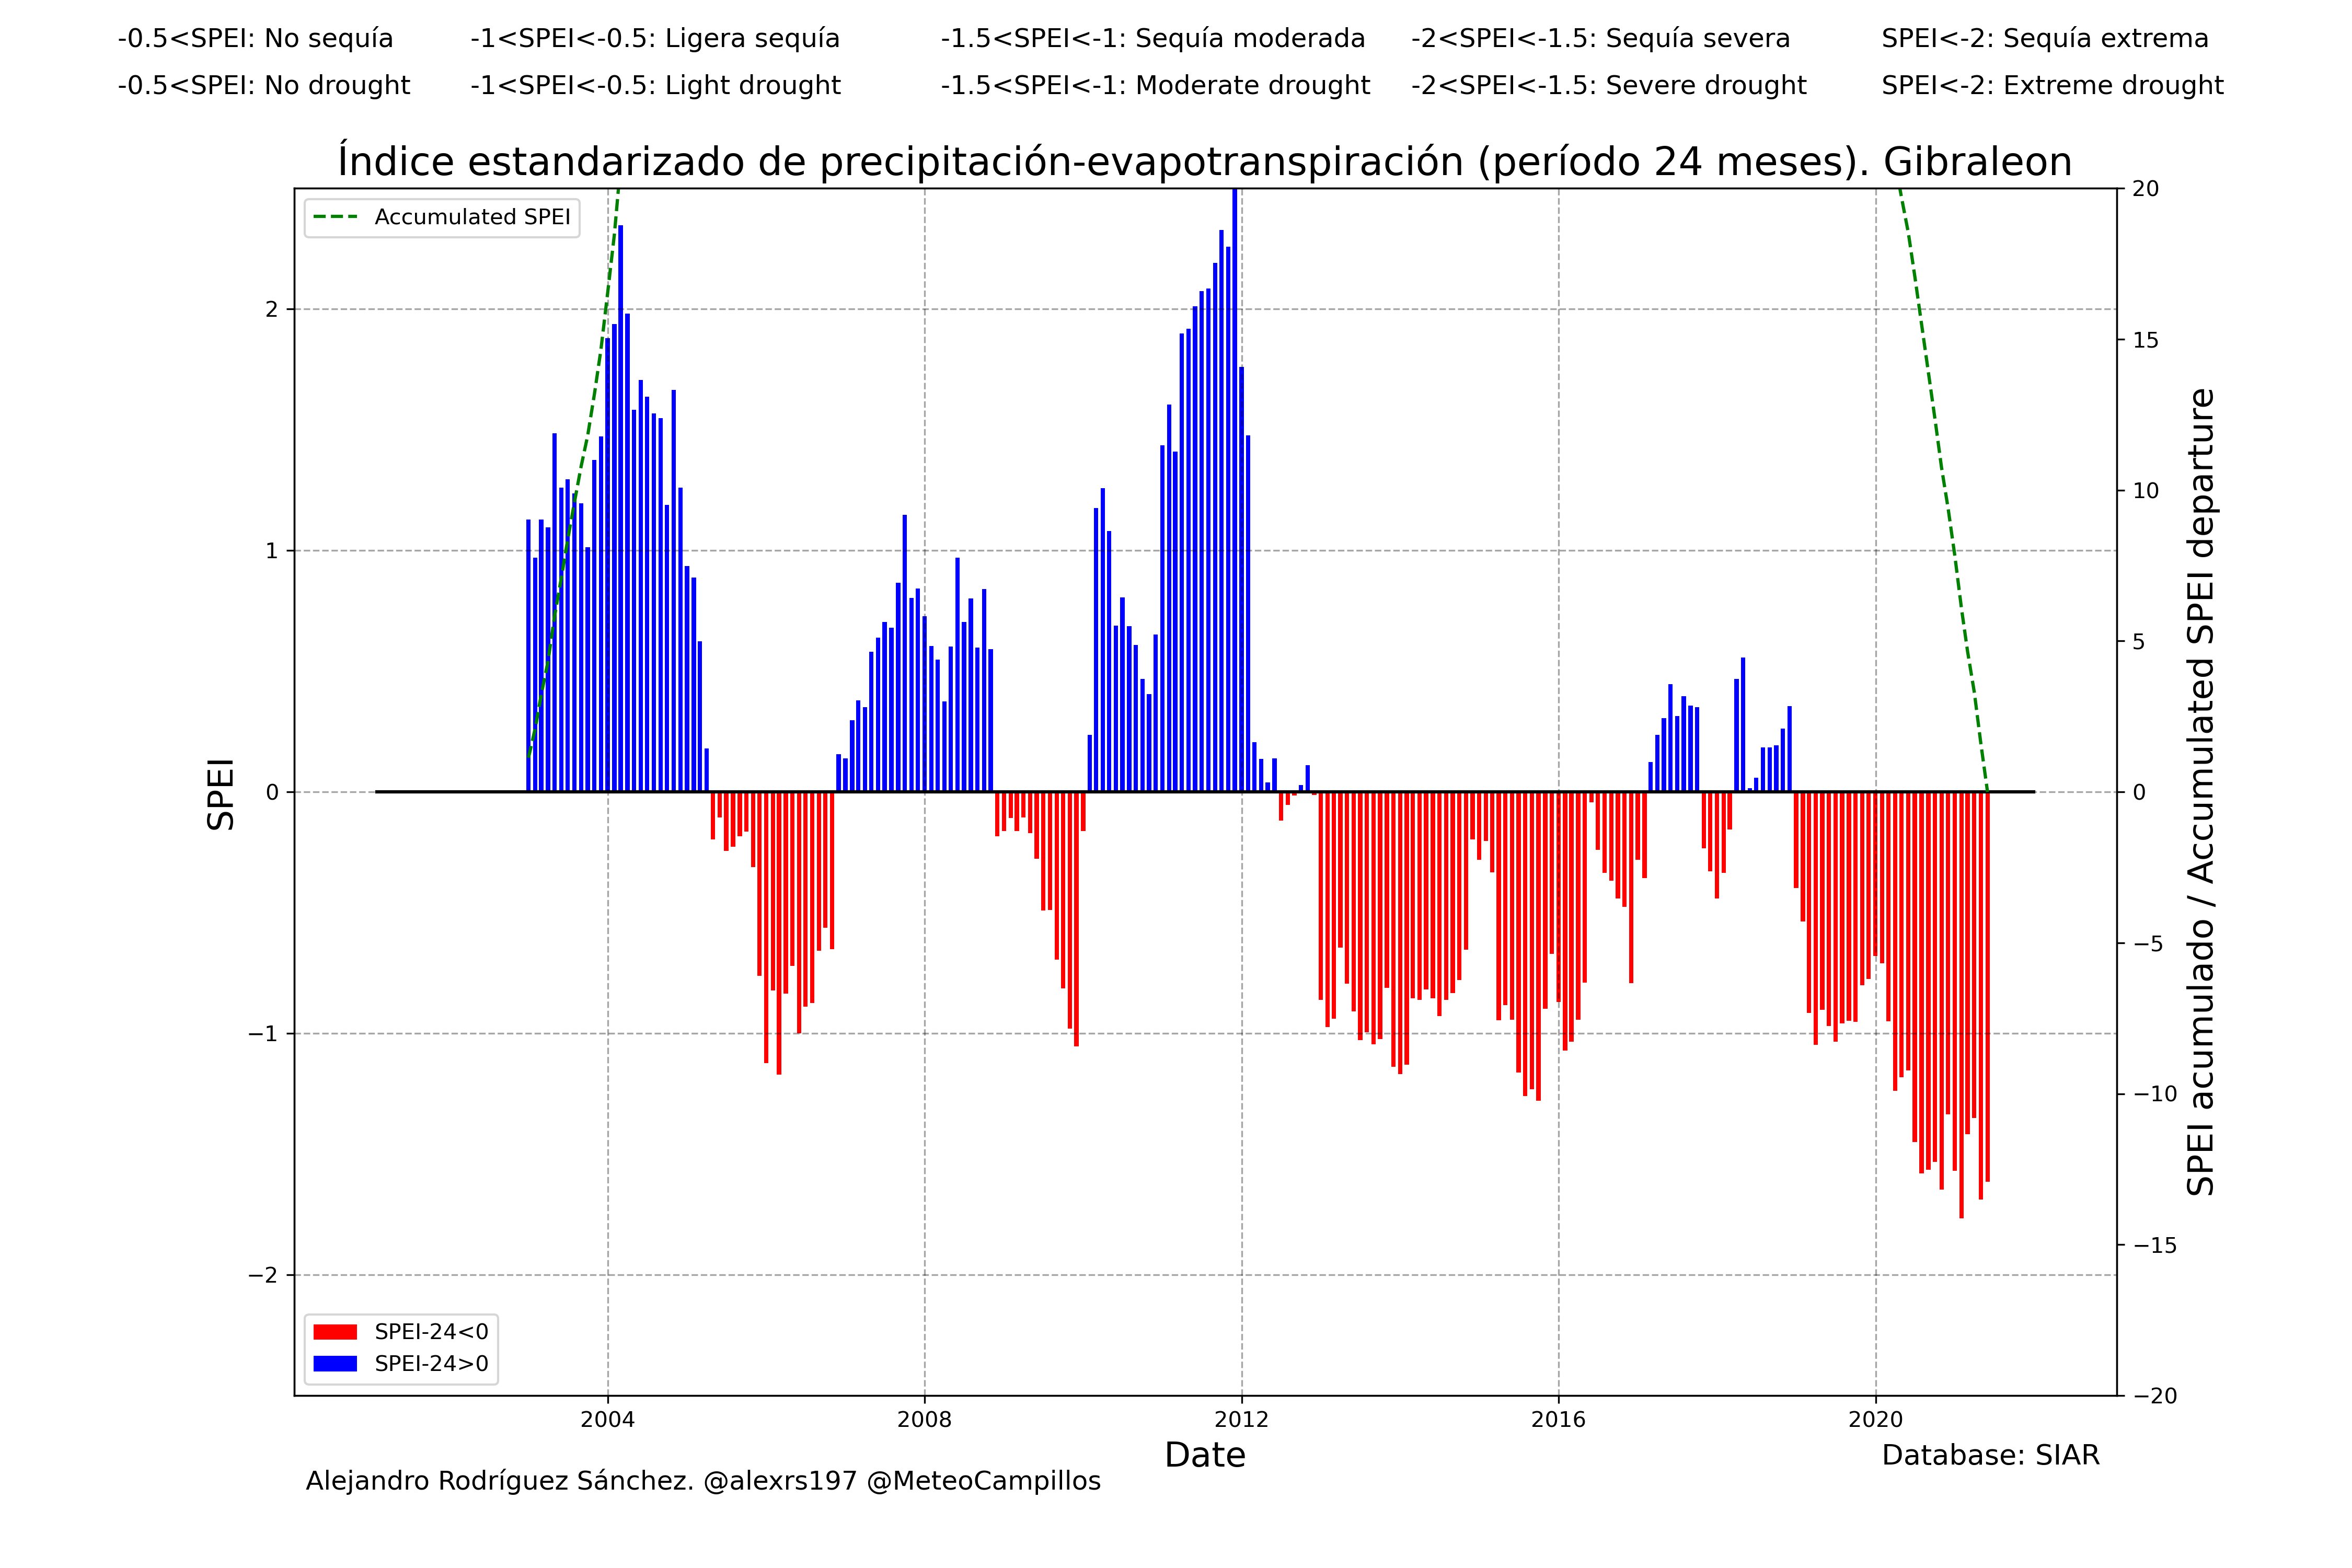 -0.5<SPEI: No sequía -1<SPEI<-0.5: Ligera sequía -1.5<SPEI<-1: Sequía moderada -2<SPEI<-1.5: Sequía severa SPEI<-2: Sequía extrema
-0.5<SPEI: No drought -1<SPEI<-0.5: Light drought -1.5<SPEI<-1: Moderate drought -2<SPEI<-1.5: Severe drought SPEI<-2: Extreme drought
Índice estandarizado de precipitación-evapotranspiración (período 24 meses). Gibraleon
Accumulated SPEI
2
1
0
−1
−2
SPEI
20
15
10
5
0
−5
−10
−15
−20
SPEI acumulado / Accumulated SPEI departure
SPEI-24<0
SPEI-24>0
2004 2008 2012 2016 2020
Date
Database: SIAR
Alejandro Rodríguez Sánchez. @alexrs197 @MeteoCampillos